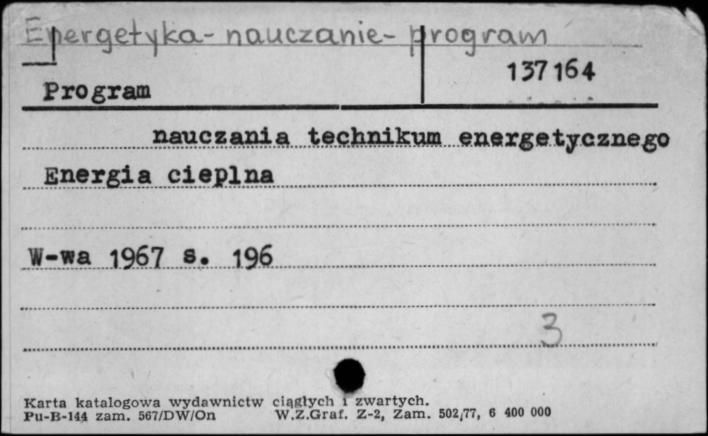 Energetyka - nauczanie - program
137164
Program
nauczania technikum energetycznego
Energia cieplna
W-wa 1967 s. 196
3
Karta katalogowa wydawnictw ciągłych i zwartych.
Pu-B-144 zam. 567/DW/On W.Z.Graf. Z-2, Zam. 502,77, 6 400 000